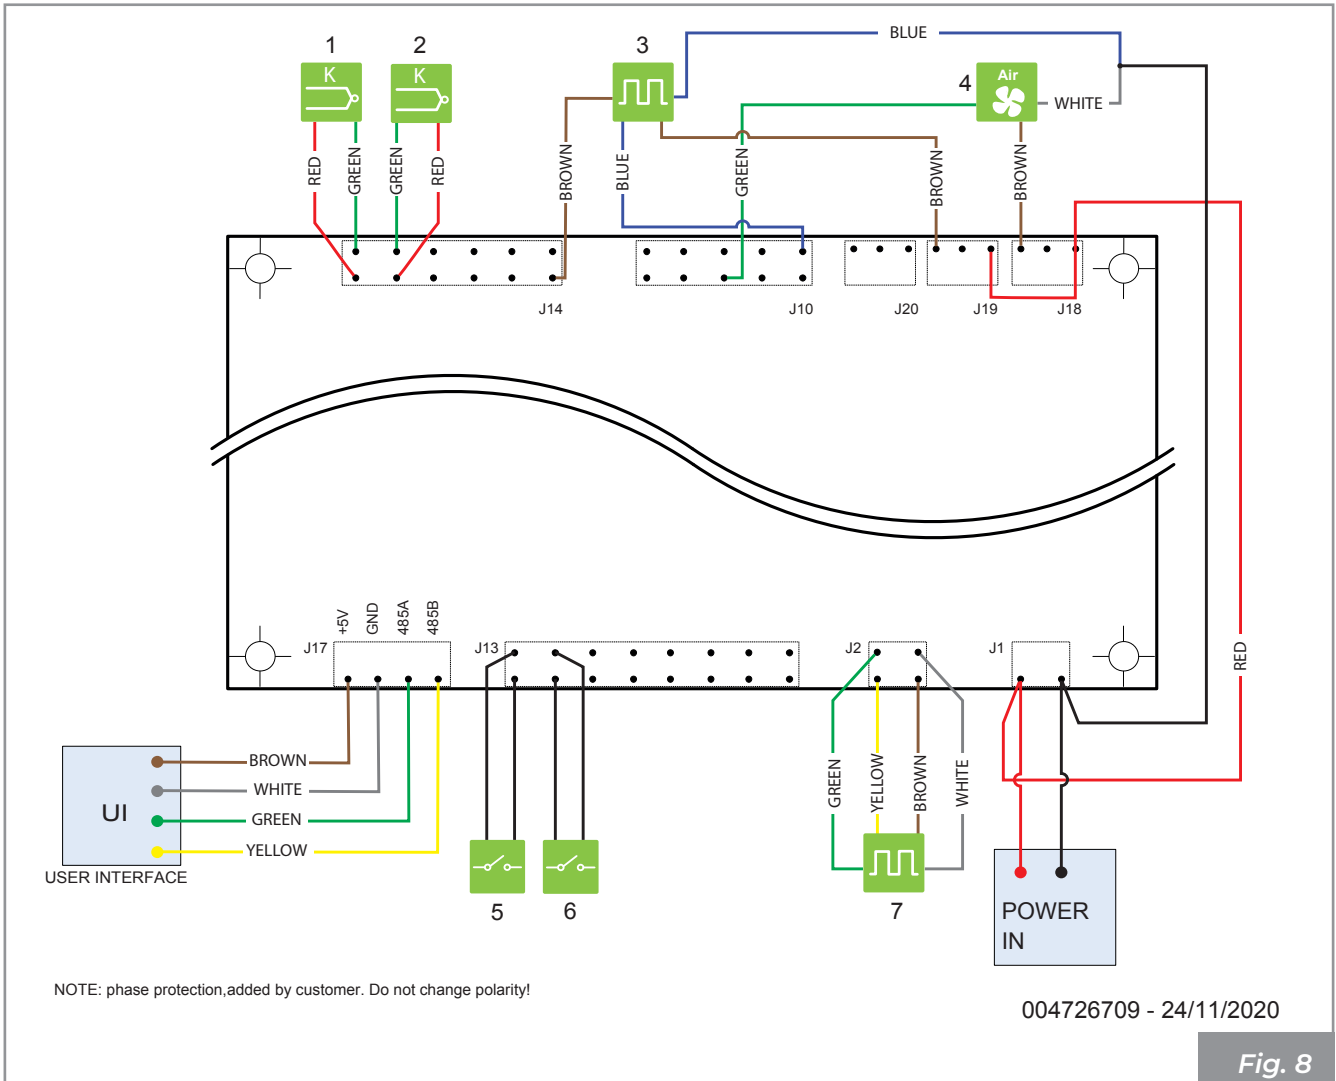 1
2
3
BLUE
K
K
4
Air
WHITE
RED
GREEN
GREEN
RED
BROWN
BLUE
GREEN
BROWN
BROWN
J14
J10
J20
J19
J18
+5V
GND
485A
485B
J17
J13
J2
J1
RED
BROWN
WHITE
GREEN
YELLOW
UI
USER INTERFACE
GREEN
YELLOW
BROWN
WHITE
5
6
7
POWER
IN
NOTE: phase protection,added by customer. Do not change polarity!
004726709 - 24/11/2020
Fig. 8